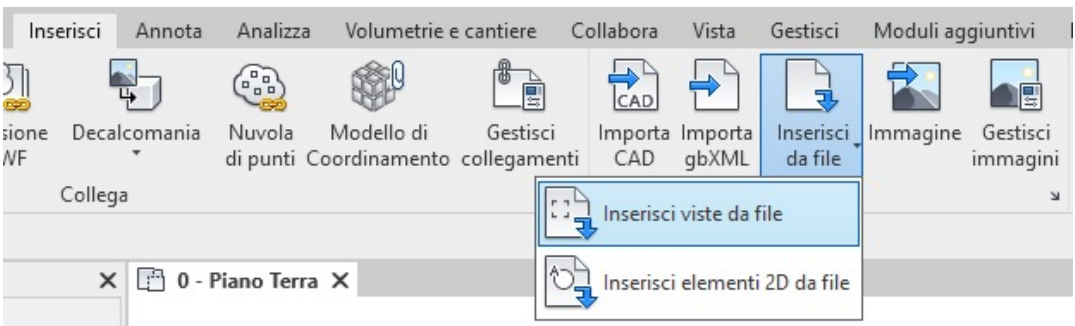 Inserisci Annota Analizza Volumetrie e cantiere Collabora Vista Gestisci Moduli aggiuntivi
CAD
Decalcomania Nuvola Modello di Gestisci Importa Importa Inserisci Immagine Gestisci
WF di punti Coordinamento collegamenti CAD gbXML da file immagini
Collega
Inserisci viste da file
0 - Piano Terra
A
Inserisci elementi 2D da file